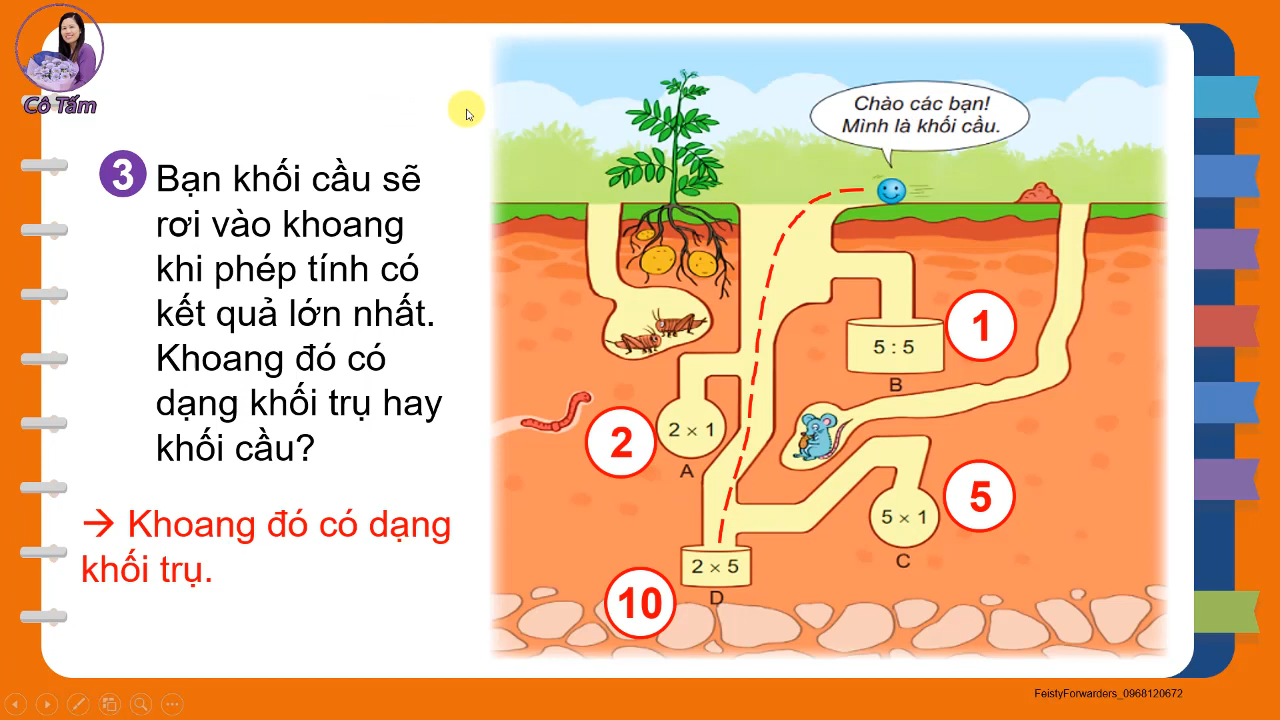 Cô Tấm
3 Bạn khối cầu sẽ
rơi vào khoang
khi phép tính có
kết quả lớn nhất.
Khoang đó có
dạng khối trụ hay
khối cầu?
→ Khoang đó có dạng
khối trụ.
Chào các bạn!
Mình là khối cầu.
5 : 5
1
B
2 × 1
2
A
5 × 1
5
C
2 × 5
10
D
FeistyForwarders_0968120672